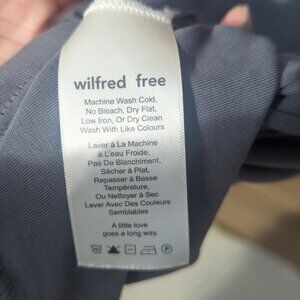 wilfred free
Machine Wash Cold,
No Bleach, Dry Flat,
Low Iron, Or Dry Clean
Wash With Like Colours
Laver à La Machine
à L'eau Froide,
Pas De Blanchiment,
Sécher à Plat,
Repasser à Basse
Température,
Ou Nettoyer à Sec
Laver Avec Des Couleurs
Semblables
A little love
goes a long way.
P